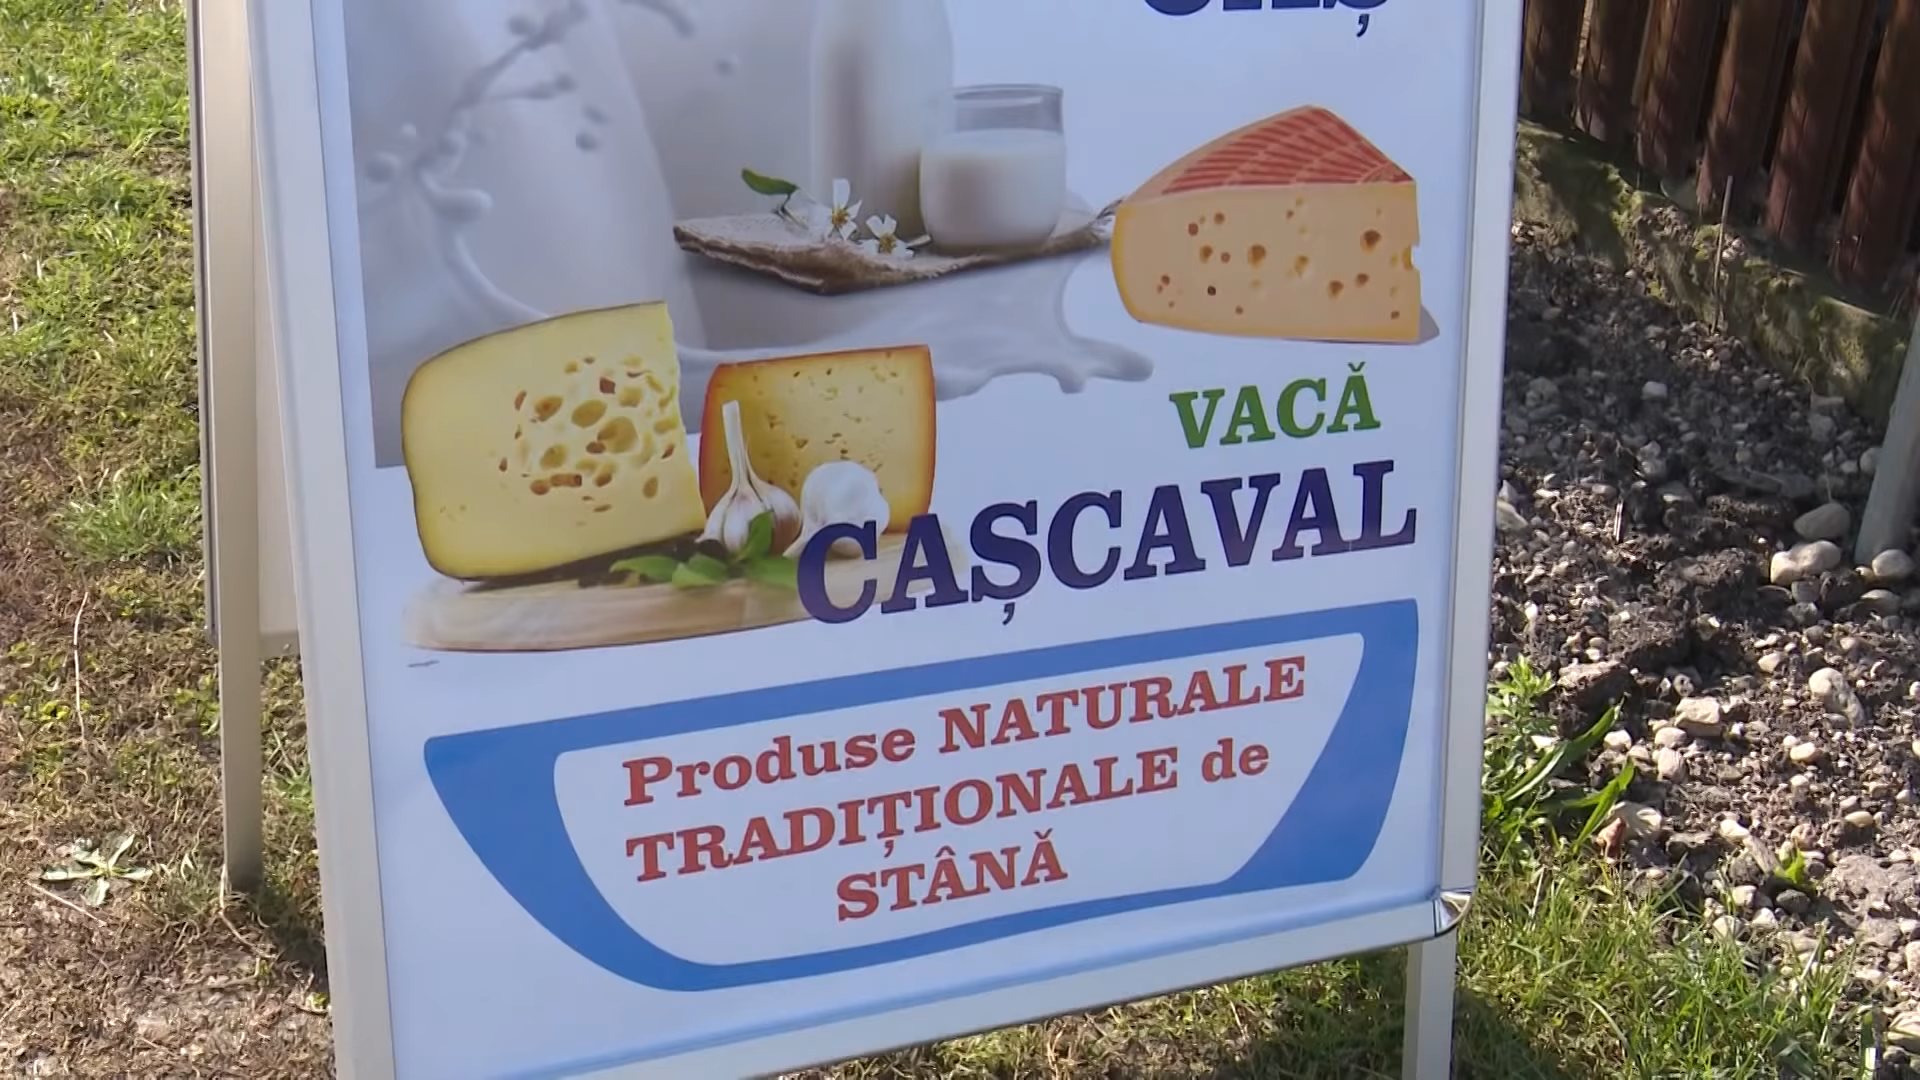 VACĂ
CAȘCAVAL
Produse NATURALE
TRADIȚIONALE de
STÂNĂ